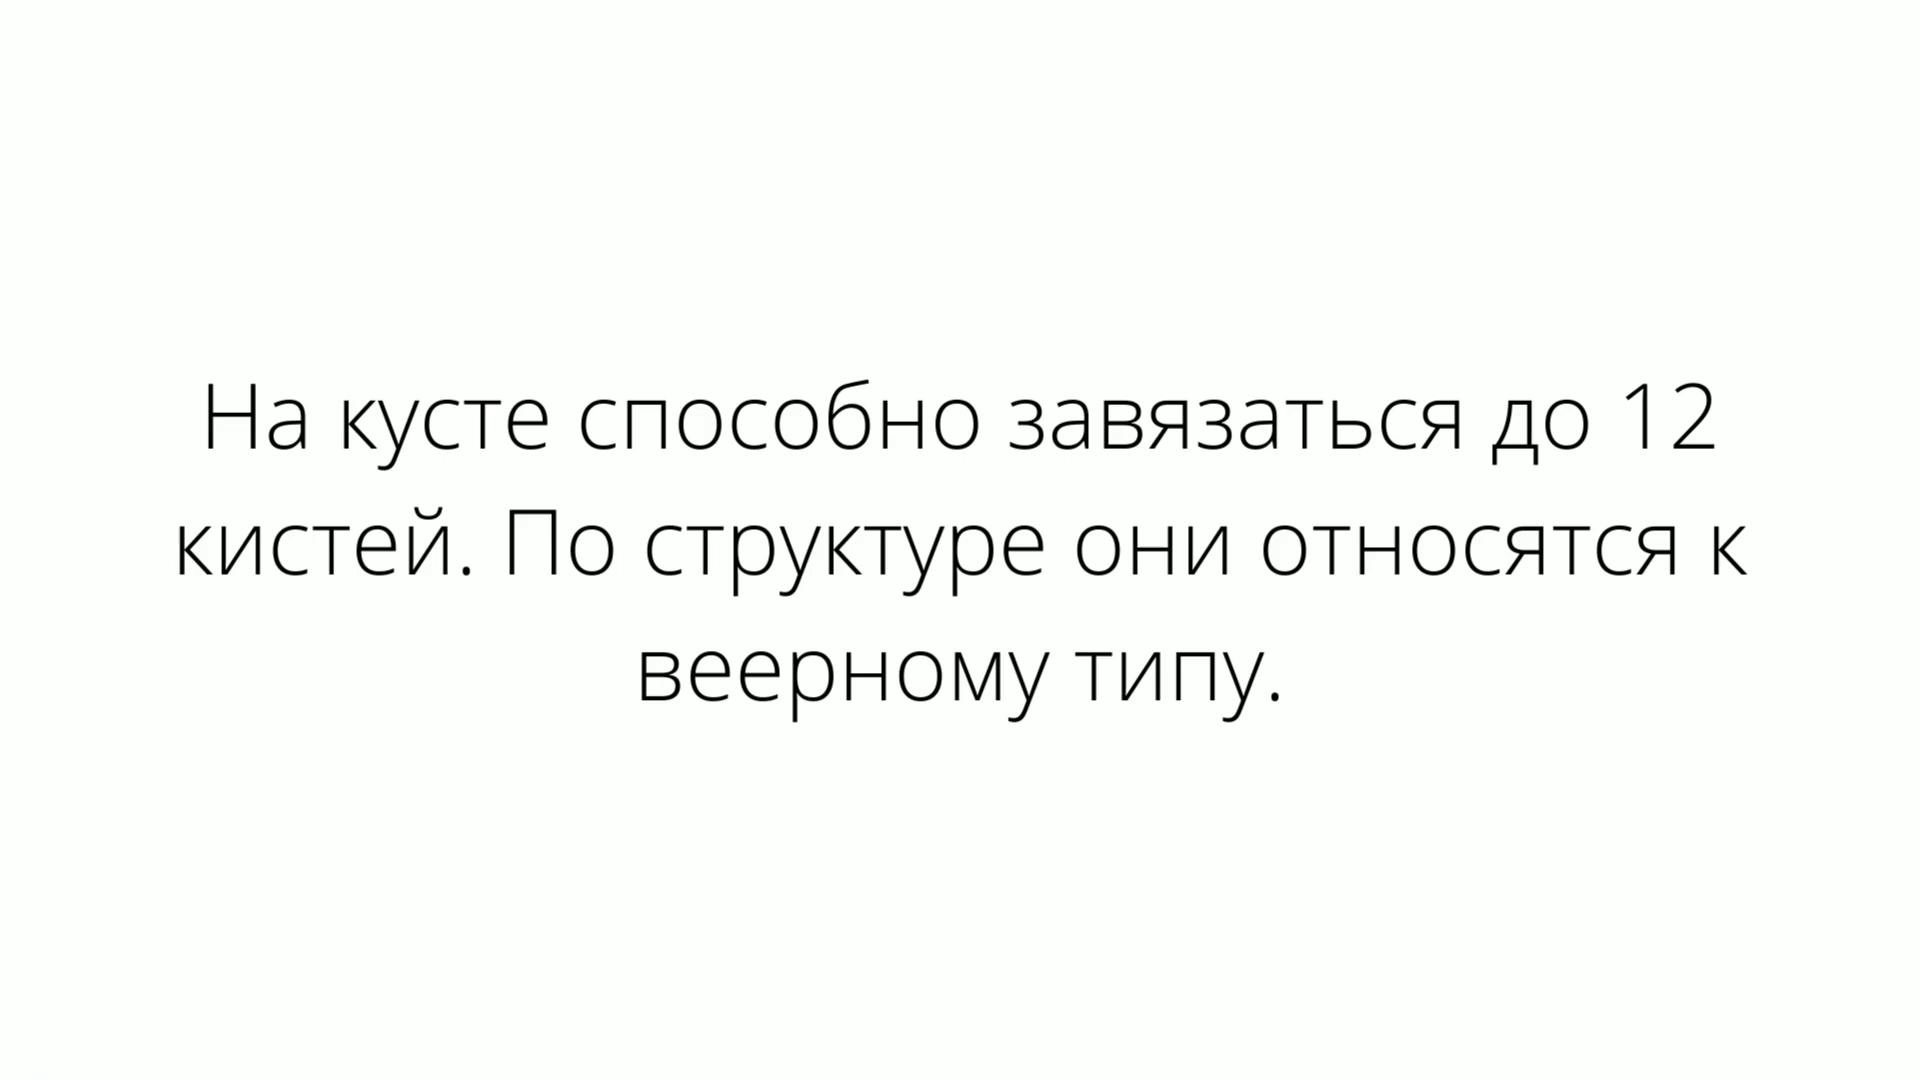 На кусте способно завязаться до 12
кистей. По структуре они относятся к
веерному типу.